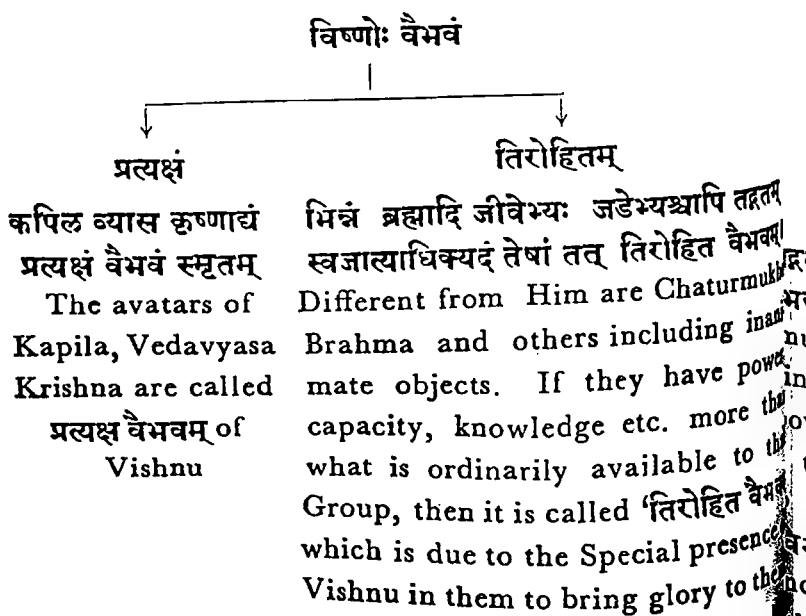 विष्णोः वैभवं
प्रत्यक्षं
कपिल व्यास कृष्णाद्यं
प्रत्यक्षं वैभवं स्मृतम्
The avatars of
Kapila, Vedavyasa
Krishna are called
प्रत्यक्ष वैभवम् of
Vishnu
तिरोहितम्
भिन्नं ब्रह्मादि जीवेभ्यः जडेभ्यश्चापि तद्गतम्
स्वजात्याधिक्यदं तेषां तत् तिरोहित वैभवम्।
Different from Him are
Brahma and others including
mate objects. If they have
capacity, knowledge etc. more
what is ordinarily available to
Group, then it is called ‘तिरोहित
which is due to the Special presence
Vishnu in them to bring glory to